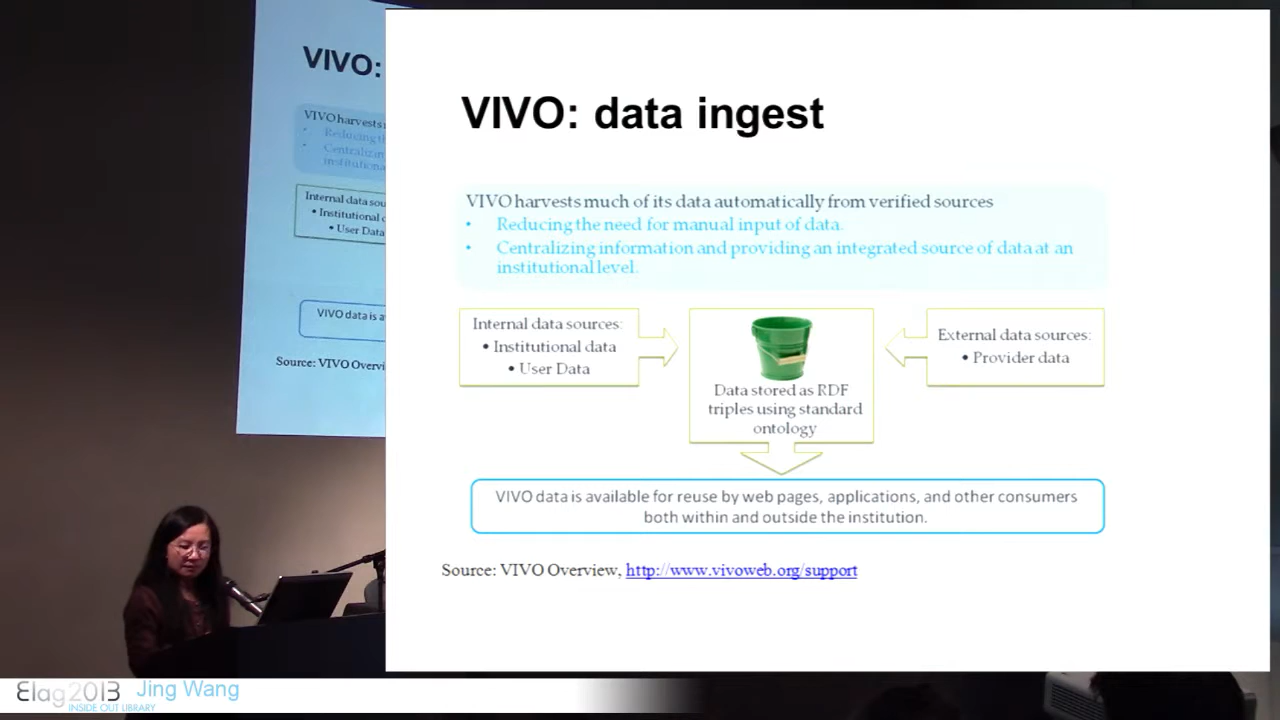 VIVO:
VIVO harvests
• Reducing th
• Centralizin
institutiona
Internal data sou
• Institutional
• User Data
VIVO data is a
Source: VIVO Overvi
VIVO: data ingest
VIVO harvests much of its data automatically from verified sources
• Reducing the need for manual input of data.
• Centralizing information and providing an integrated source of data at an
institutional level.
Internal data sources:
• Institutional data
• User Data
Data stored as RDF
triples using standard
ontology
External data sources:
• Provider data
VIVO data is available for reuse by web pages, applications, and other consumers
both within and outside the institution.
Source: VIVO Overview, http://www.vivoweb.org/support
Elag2013 Jing Wang
INSIDE OUT LIBRARY